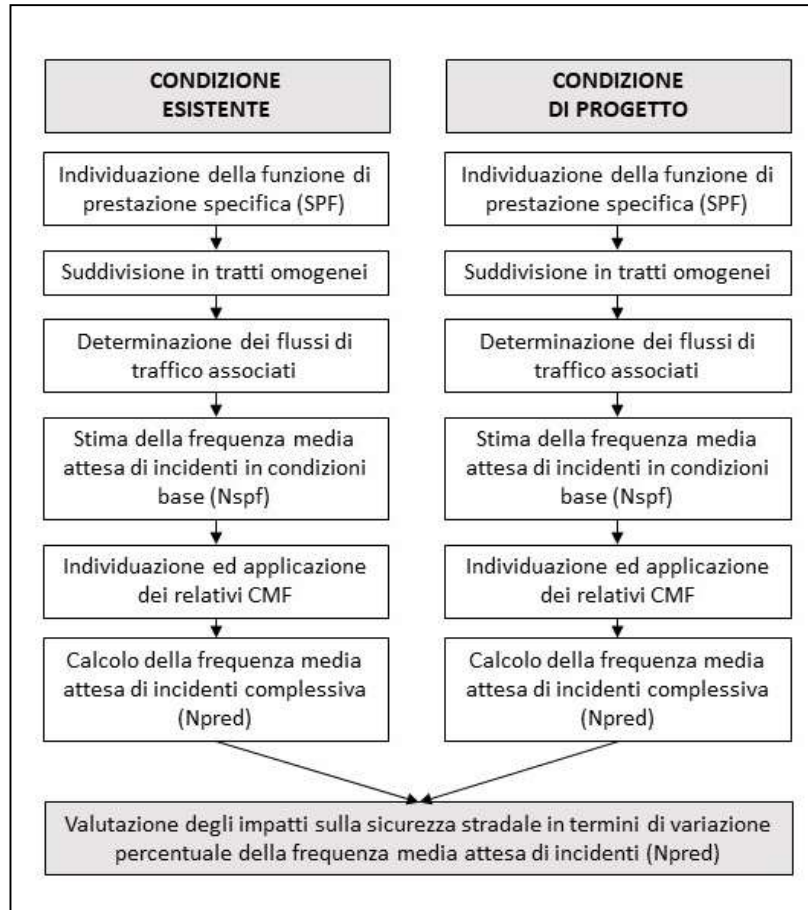 CONDIZIONE
ESISTENTE
Individuazione della funzione di
prestazione specifica (SPF)
Suddivisione in tratti omogenei
Determinazione dei flussi di
traffico associati
Stima della frequenza media
attesa di incidenti in condizioni
base (Nspf)
Individuazione ed applicazione
dei relativi CMF
Calcolo della frequenza media
attesa di incidenti complessiva
(Npred)
CONDIZIONE
DI PROGETTO
Individuazione della funzione di
prestazione specifica (SPF)
Suddivisione in tratti omogenei
Determinazione dei flussi di
traffico associati
Stima della frequenza media
attesa di incidenti in condizioni
base (Nspf)
Individuazione ed applicazione
dei relativi CMF
Calcolo della frequenza media
attesa di incidenti complessiva
(Npred)
Valutazione degli impatti sulla sicurezza stradale in termini di variazione
percentuale della frequenza media attesa di incidenti (Npred)